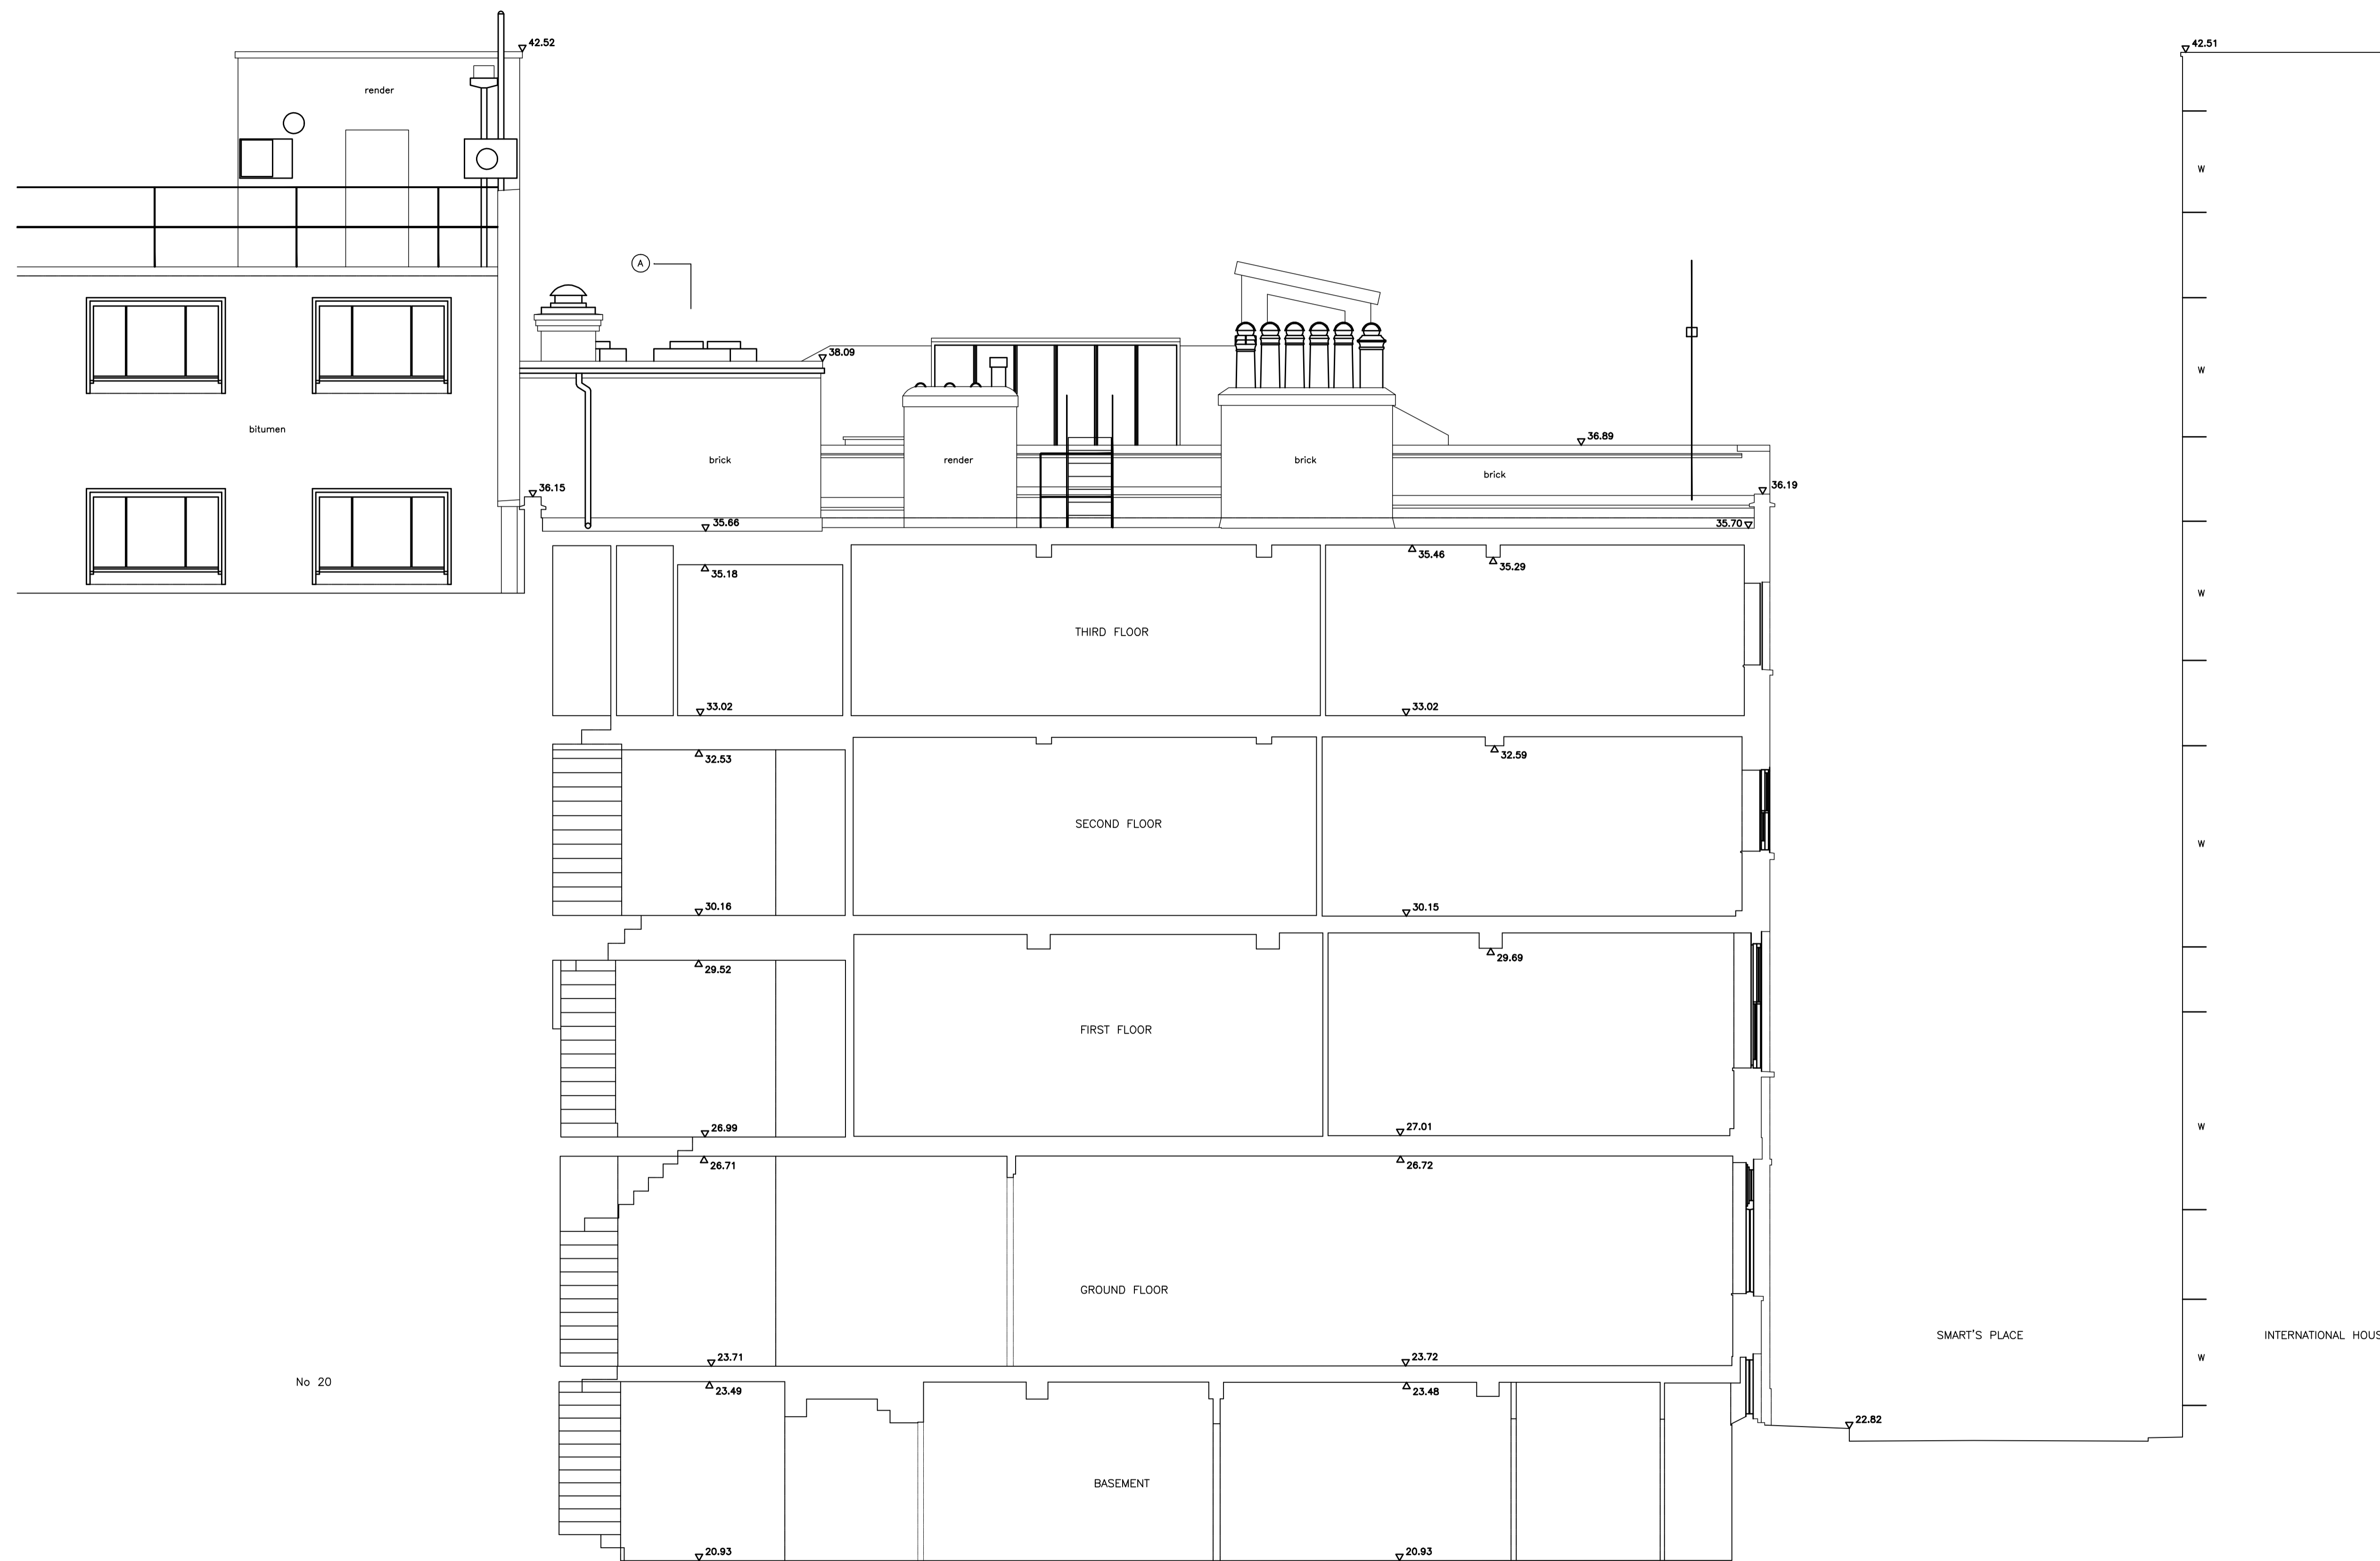 42.52
42.51
render
W
A
38.09
W
bitumen
brick
render
brick
36.89
brick
36.15
36.19
35.66
35.70
35.46
35.29
35.18
W
THIRD FLOOR
33.02
33.02
32.53
32.59
SECOND FLOOR
W
30.16
30.15
29.52
29.69
FIRST FLOOR
26.99
27.01
W
26.71
26.72
GROUND FLOOR
SMART'S PLACE
INTERNATIONAL HOUS
23.71
23.72
W
No 20
23.49
23.48
22.82
BASEMENT
20.93
20.93